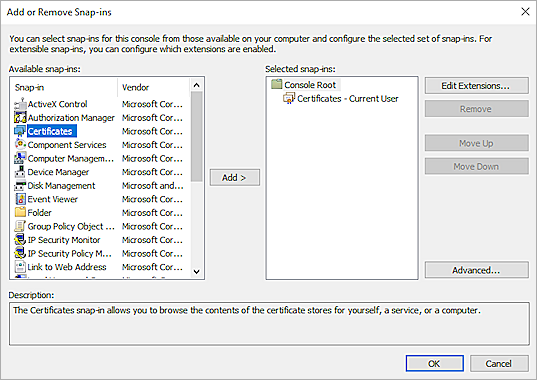 Add or Remove Snap-ins
You can select snap-ins for this console from those available on your computer and configure the selected set of snap-ins. For
extensible snap-ins, you can configure which extensions are enabled.
Available snap-ins:
Snap-in Vendor
ActiveX Control Microsoft Cor...
Authorization Manager Microsoft Cor...
Certificates Microsoft Cor...
Component Services Microsoft Cor...
Computer Managem... Microsoft Cor...
Device Manager Microsoft Cor...
Disk Management Microsoft and...
Event Viewer Microsoft Cor...
Folder Microsoft Cor...
Group Policy Object ... Microsoft Cor...
IP Security Monitor Microsoft Cor...
IP Security Policy M... Microsoft Cor...
Link to Web Address Microsoft Cor...
Add >
Selected snap-ins:
Console Root
Certificates - Current User
Edit Extensions...
Remove
Move Up
Move Down
Advanced...
Description:
The Certificates snap-in allows you to browse the contents of the certificate stores for yourself, a service, or a computer.
OK
Cancel